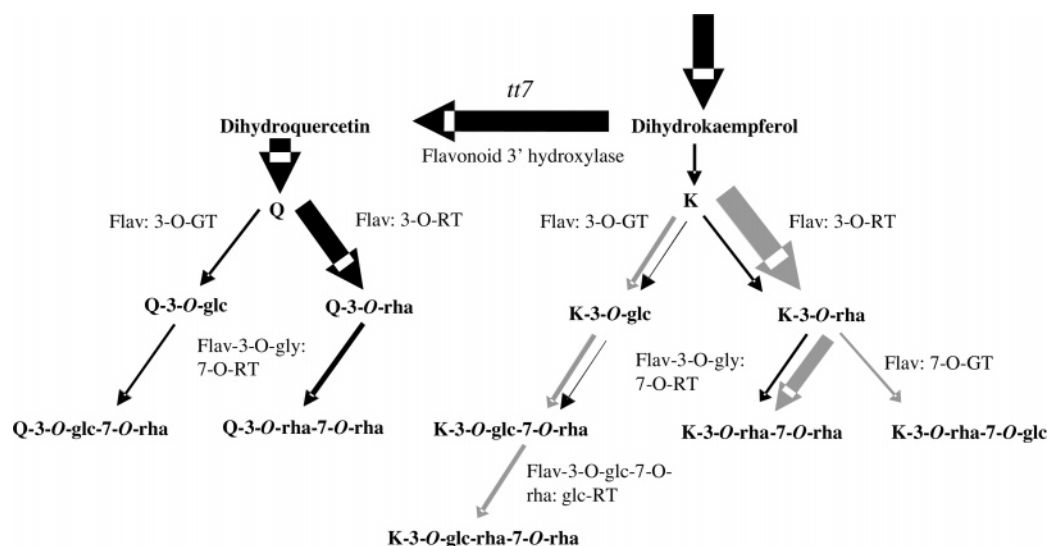 tt7
Dihydroquercetin
Dihydrokaempferol
Flavonoid 3' hydroxylase
Q
K
Flav: 3-O-GT
Flav: 3-O-RT
Flav: 3-O-GT
Flav: 3-O-RT
Q-3-O-glc
Q-3-O-rha
K-3-O-glc
K-3-O-rha
Flav-3-O-gly:
7-O-RT
Flav-3-O-gly:
7-O-RT
Flav: 7-O-GT
Q-3-O-glc-7-O-rha
Q-3-O-rha-7-O-rha
K-3-O-glc-7-O-rha
K-3-O-rha-7-O-rha
K-3-O-rha-7-O-glc
Flav-3-O-glc-7-O-
rha: glc-RT
K-3-O-glc-rha-7-O-rha